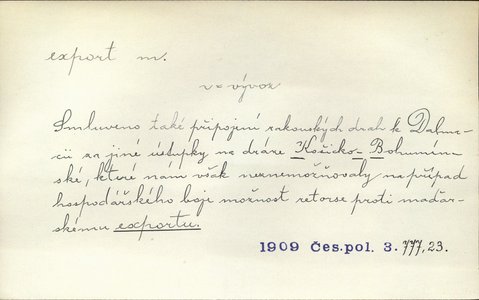 export m.
v = vývoz
Smluveno také připojení rakouských drah k Dalma-
cii za jiné ústupky na dráze Košicko-Bohumín-
ské, které nám však neznemožňovaly na případ
hospodářského boje možnost retorse proti maďar-
skému exportu.
1909 Čes.pol. 3. 777, 23.